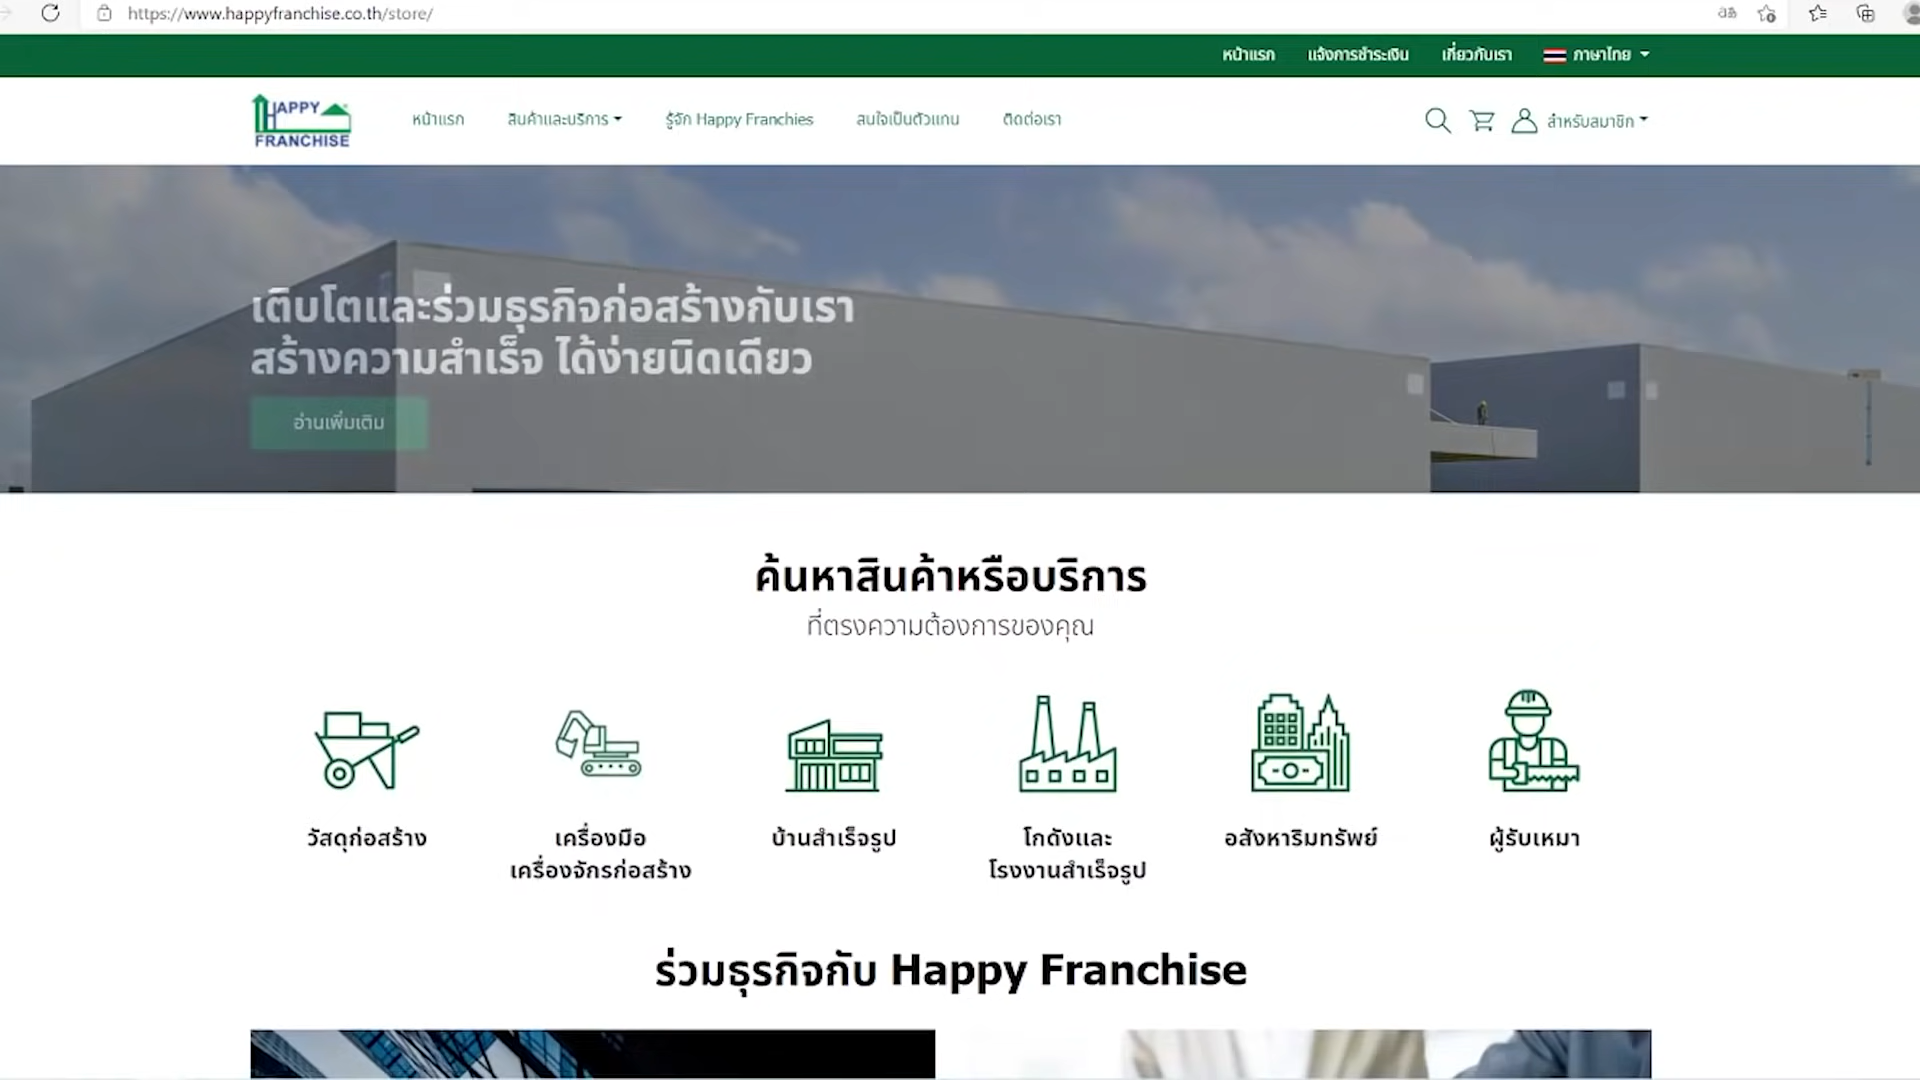 https://www.happyfranchise.co.th/store/
หน้าแรก แจ้งการชำระเงิน เกี่ยวกับเรา ภาษาไทย
HAPPY
FRANCHISE
หน้าแรก สินค้าและบริการ รู้จัก Happy Franchies สนใจเป็นตัวแทน ติดต่อเรา สำหรับสมาชิก
เติบโตและร่วมธุรกิจก่อสร้างกับเรา
สร้างความสำเร็จ ได้ง่ายนิดเดียว
อ่านเพิ่มเติม
ค้นหาสินค้าหรือบริการ
ที่ตรงความต้องการของคุณ
วัสดุก่อสร้าง
เครื่องมือ
เครื่องจักรก่อสร้าง
บ้านสำเร็จรูป
โกดังและ
โรงงานสำเร็จรูป
อสังหาริมทรัพย์
ผู้รับเหมา
ร่วมธุรกิจกับ Happy Franchise